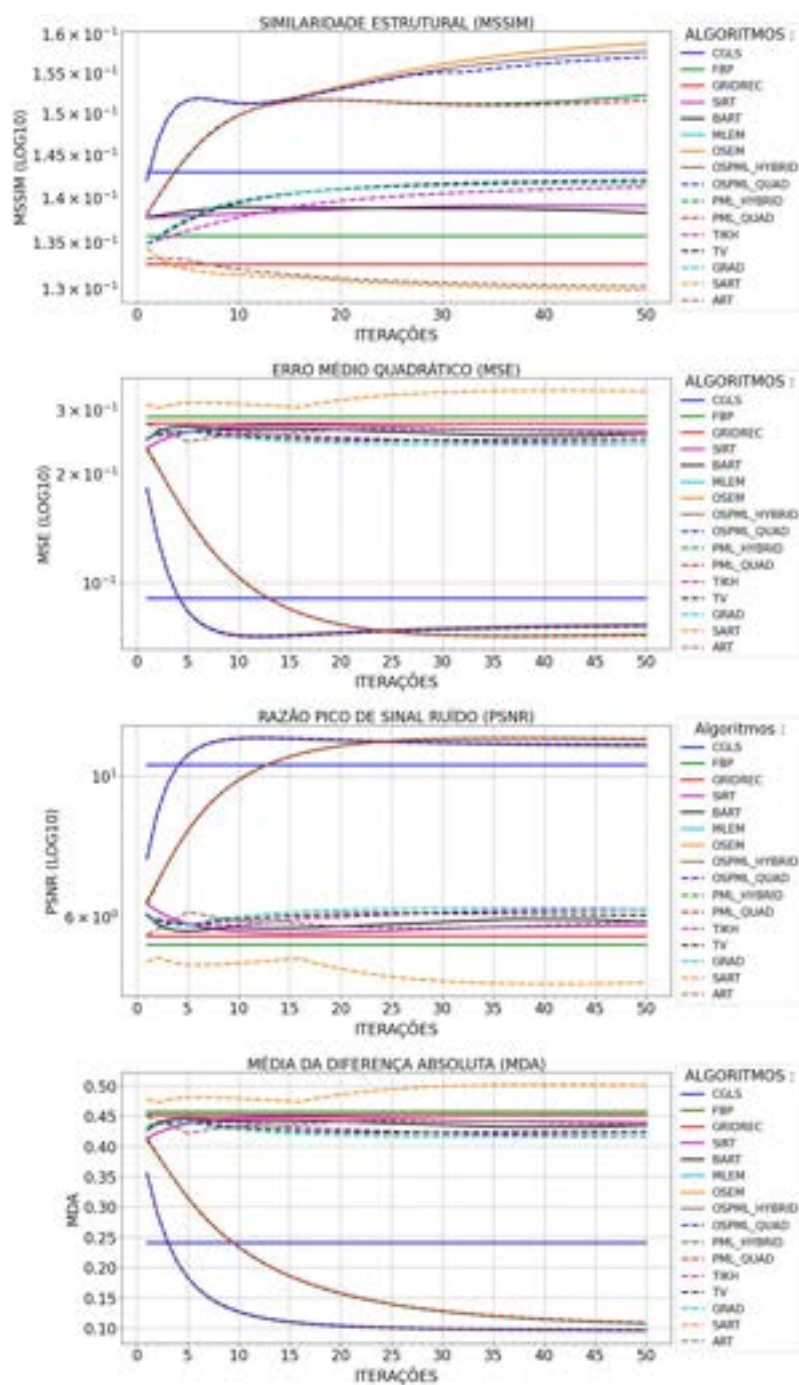 SIMILARIDADE ESTRUTURAL (MSSIM)
1.6 × 10⁻¹
1.55 × 10⁻¹
1.5 × 10⁻¹
1.45 × 10⁻¹
1.4 × 10⁻¹
1.35 × 10⁻¹
1.3 × 10⁻¹
MSSIM (LOG10)
0 5 10 15 20 25 30 35 40 45 50
ITERAÇÕES
ALGORITMOS :
CGLS
FBP
GRIDREC
SIRT
BART
MLEM
OSEM
OSPML_HYBRID
OSPML_QUAD
PML_HYBRID
PML_QUAD
TIKH
TV
GRAD
SART
ART
ERRO MÉDIO QUADRÁTICO (MSE)
3 × 10⁻¹
2 × 10⁻¹
10⁻¹
MSE (LOG10)
0 5 10 15 20 25 30 35 40 45 50
ITERAÇÕES
ALGORITMOS :
CGLS
FBP
GRIDREC
SIRT
BART
MLEM
OSEM
OSPML_HYBRID
OSPML_QUAD
PML_HYBRID
PML_QUAD
TIKH
TV
GRAD
SART
ART
RAZÃO PICO DE SINAL RUÍDO (PSNR)
10¹
6 × 10⁰
PSNR (LOG10)
0 5 10 15 20 25 30 35 40 45 50
ITERAÇÕES
Algoritmos :
CGLS
FBP
GRIDREC
SIRT
BART
MLEM
OSEM
OSPML_HYBRID
OSPML_QUAD
PML_HYBRID
PML_QUAD
TIKH
TV
GRAD
SART
ART
MÉDIA DA DIFERENÇA ABSOLUTA (MDA)
0.50
0.45
0.40
0.35
0.30
0.25
0.20
0.15
0.10
MDA
0 5 10 15 20 25 30 35 40 45 50
ITERAÇÕES
ALGORITMOS :
CGLS
FBP
GRIDREC
SIRT
BART
MLEM
OSEM
OSPML_HYBRID
OSPML_QUAD
PML_HYBRID
PML_QUAD
TIKH
TV
GRAD
SART
ART